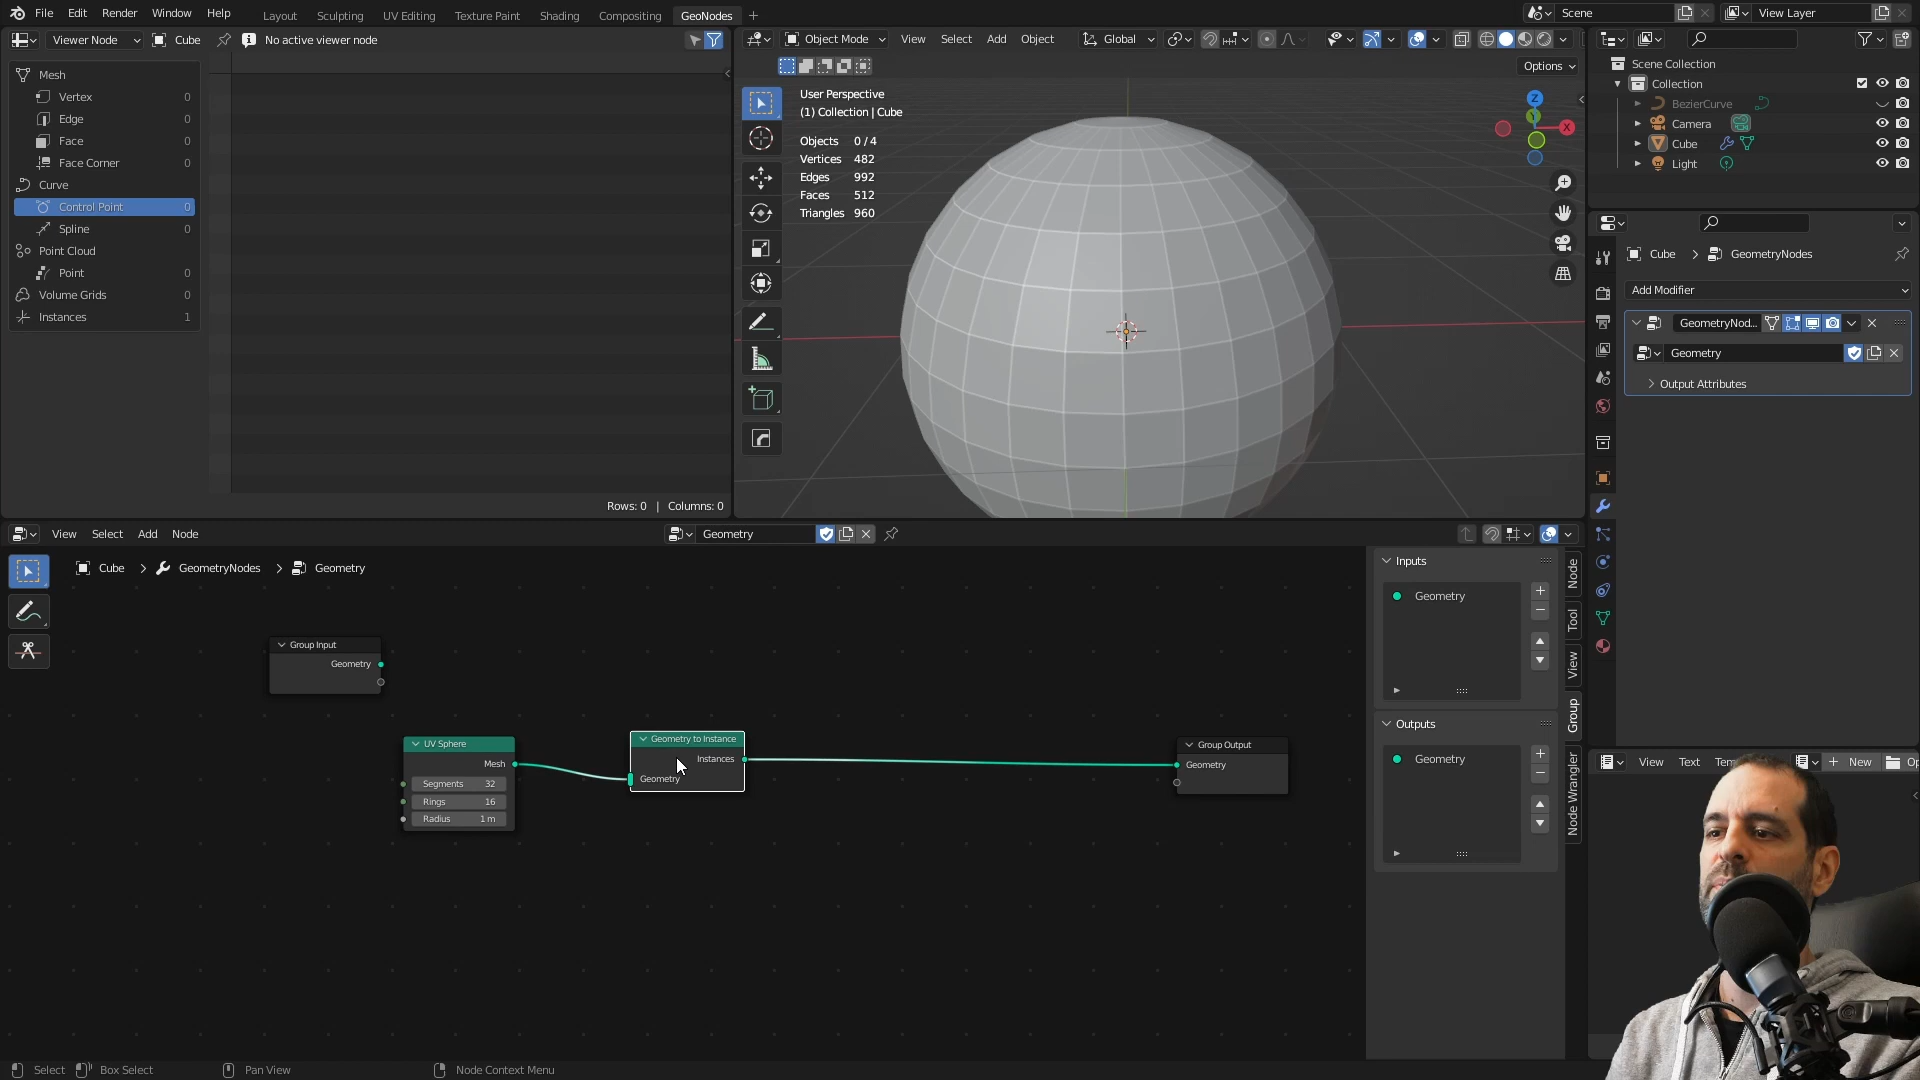 File Edit Render Window Help
Layout Sculpting UV Editing Texture Paint Shading Compositing GeoNodes
Scene View Layer
Viewer Node Cube No active viewer node
Mesh
Vertex 0
Edge 0
Face 0
Face Corner 0
Curve
Control Point 0
Spline 0
Point Cloud
Point 0
Volume Grids 0
Instances 1
Rows: 0 | Columns: 0
Object Mode View Select Add Object Global
Options
User Perspective
(1) Collection | Cube
Objects 0 / 4
Vertices 482
Edges 992
Faces 512
Triangles 960
Z
Y
X
Scene Collection
Collection
BezierCurve
Camera
Cube
Light
Cube > GeometryNodes
Add Modifier
GeometryNod...
Geometry
Output Attributes
View Select Add Node
Geometry
Cube > GeometryNodes > Geometry
Group Input
Geometry
UV Sphere
Mesh
Segments 32
Rings 16
Radius 1 m
Geometry to Instance
Instances
Geometry
Group Output
Geometry
Inputs
Geometry
Outputs
Geometry
Node
Tool
View
Group
Node Wrangler
View Text New
Select Box Select Pan View Node Context Menu